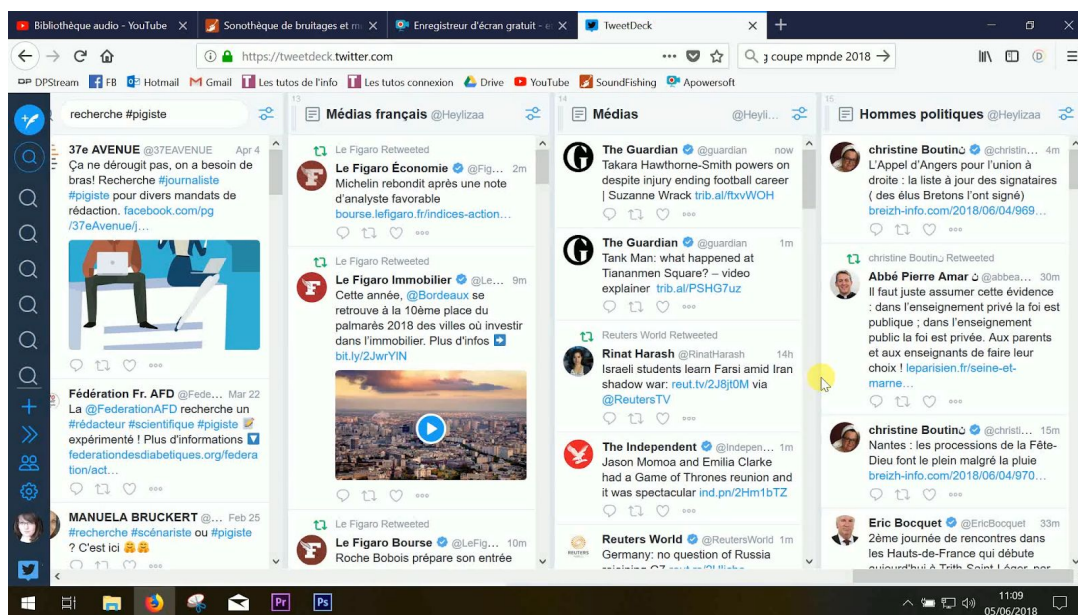 Bibliothèque audio - YouTube
Sonothèque de bruitages et m
Enregistreur d'écran gratuit - e
TweetDeck
https://tweetdeck.twitter.com
coupe mpnde 2018
DPStream
FB
Hotmail
Gmail
Les tutos de l'info
Les tutos connexion
Drive
YouTube
SoundFishing
Apowersoft
recherche #pigiste
37e AVENUE @37EAVENUE Apr 4
Ça ne dérougit pas, on a besoin de
bras! Recherche #journaliste
#pigiste pour divers mandats de
rédaction. facebook.com/pg
/37eAvenue/j…
Fédération Fr. AFD @Fede... Mar 22
La @FederationAFD recherche un
#rédacteur #scientifique #pigiste
expérimenté ! Plus d'informations
federationdesdiabetiques.org/federa
tion/act…
MANUELA BRUCKERT @... Feb 25
#recherche #scénariste ou #pigiste
? C'est ici
13
Médias français @Heylizaa
Le Figaro Retweeted
Le Figaro Économie @Fig... 2m
Michelin rebondit après une note
d'analyste favorable
bourse.lefigaro.fr/indices-action…
Le Figaro Retweeted
Le Figaro Immobilier @Le... 9m
Cette année, @Bordeaux se
retrouve à la 10ème place du
palmarès 2018 des villes où investir
dans l'immobilier. Plus d'infos
bit.ly/2JwrYIN
Le Figaro Retweeted
Le Figaro Bourse @LeFig... 10m
Roche Bobois prépare son entrée
14
Médias @Heyli...
The Guardian @guardian now
Takara Hawthorne-Smith powers on
despite injury ending football career
| Suzanne Wrack trib.al/ftxvWOH
The Guardian @guardian 1m
Tank Man: what happened at
Tiananmen Square? – video
explainer trib.al/PSHG7uz
Reuters World Retweeted
Rinat Harash @RinatHarash 14h
Israeli students learn Farsi amid Iran
shadow war: reut.tv/2J8jt0M via
@ReutersTV
The Independent @Indepen... 1m
Jason Momoa and Emilia Clarke
had a Game of Thrones reunion and
it was spectacular ind.pn/2Hm1bTZ
Reuters World @ReutersWorld 1m
Germany: no question of Russia
15
Hommes politiques @Heylizaa
christine Boutinن @christin... 4m
L'Appel d'Angers pour l'union à
droite : la liste à jour des signataires
( des élus Bretons l'ont signé)
breizh-info.com/2018/06/04/969…
christine Boutinن Retweeted
Abbé Pierre Amar ن @abbea... 30m
Il faut juste assumer cette évidence
: dans l'enseignement privé la foi est
publique ; dans l'enseignement
public la foi est privée. Aux parents
et aux enseignants de faire leur
choix ! leparisien.fr/seine-et-
marne…
christine Boutinن @christi... 15m
Nantes : les processions de la Fête-
Dieu font le plein malgré la pluie
breizh-info.com/2018/06/04/970…
Eric Bocquet @EricBocquet 33m
2ème journée de rencontres dans
les Hauts-de-France qui débute
11:09
05/06/2018